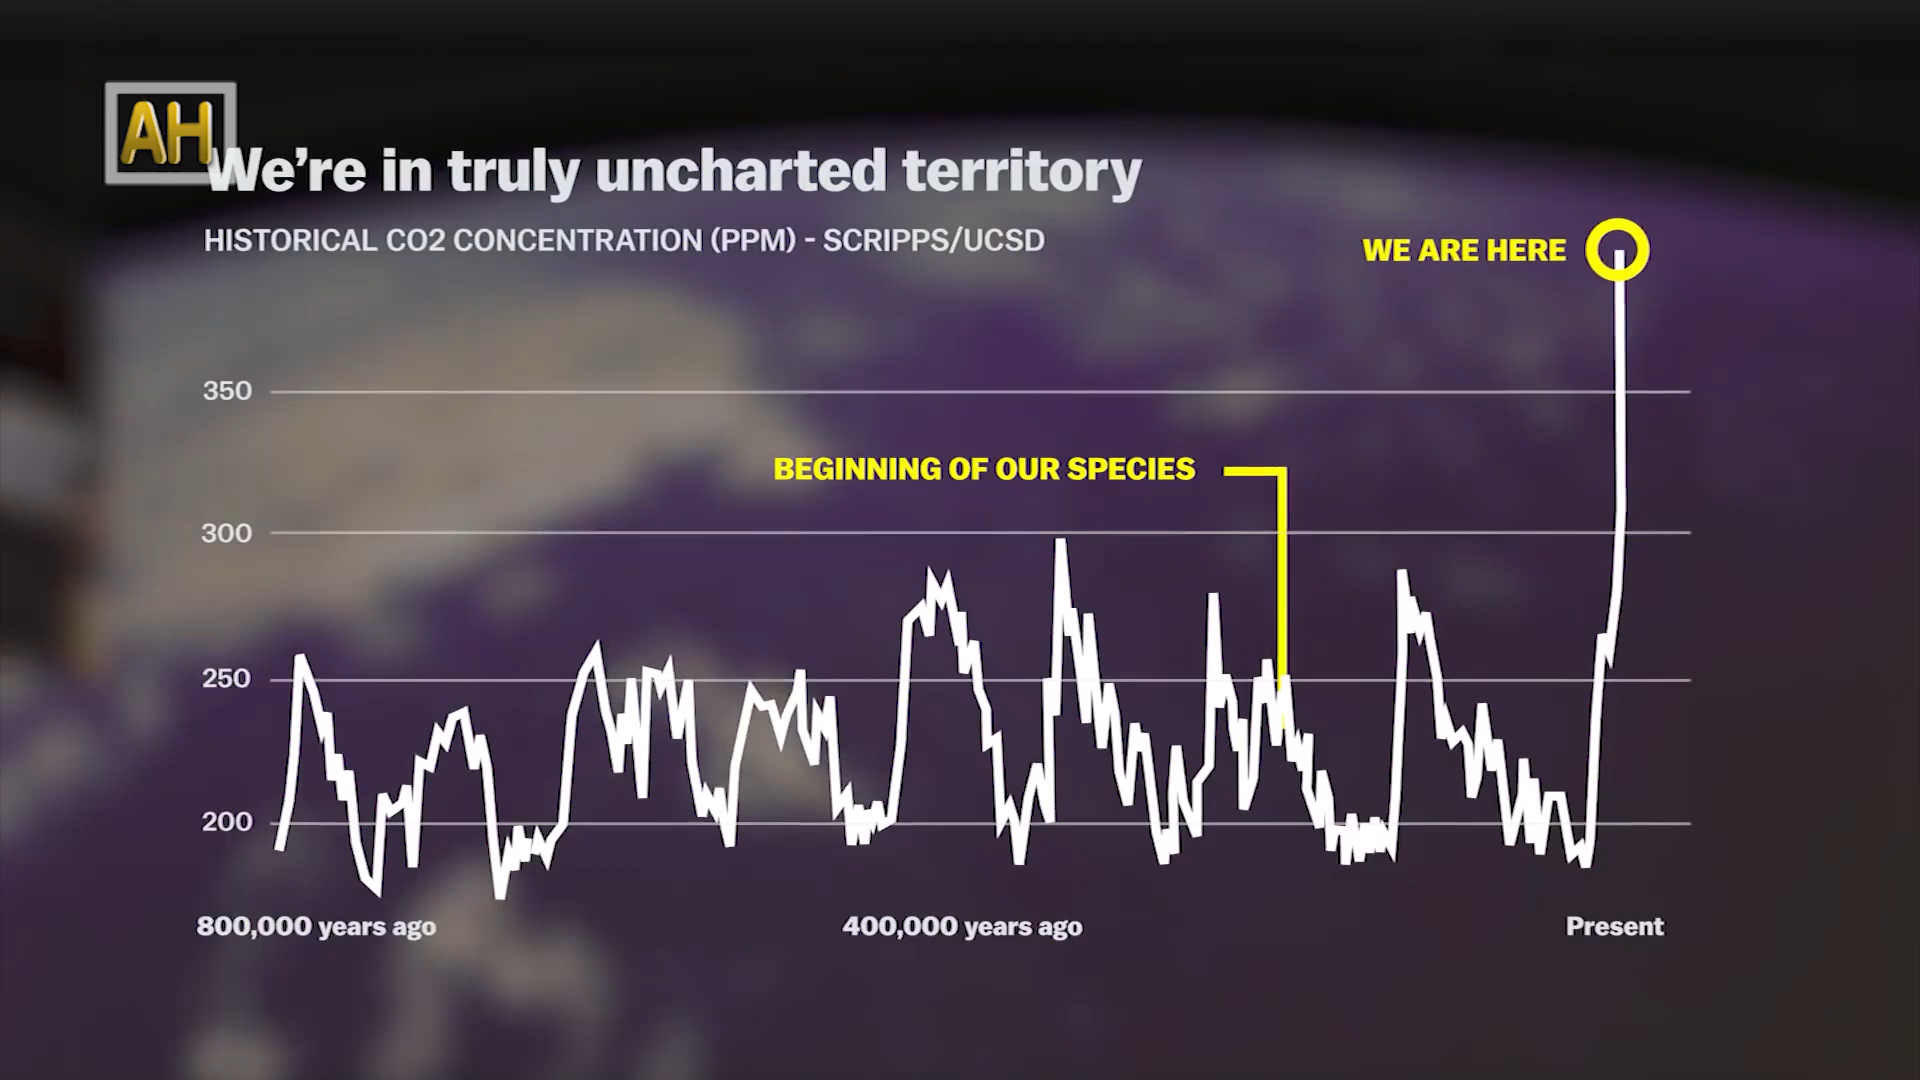 AH
We're in truly uncharted territory
HISTORICAL CO2 CONCENTRATION (PPM) - SCRIPPS/UCSD
WE ARE HERE
350
BEGINNING OF OUR SPECIES
300
250
200
800,000 years ago
400,000 years ago
Present